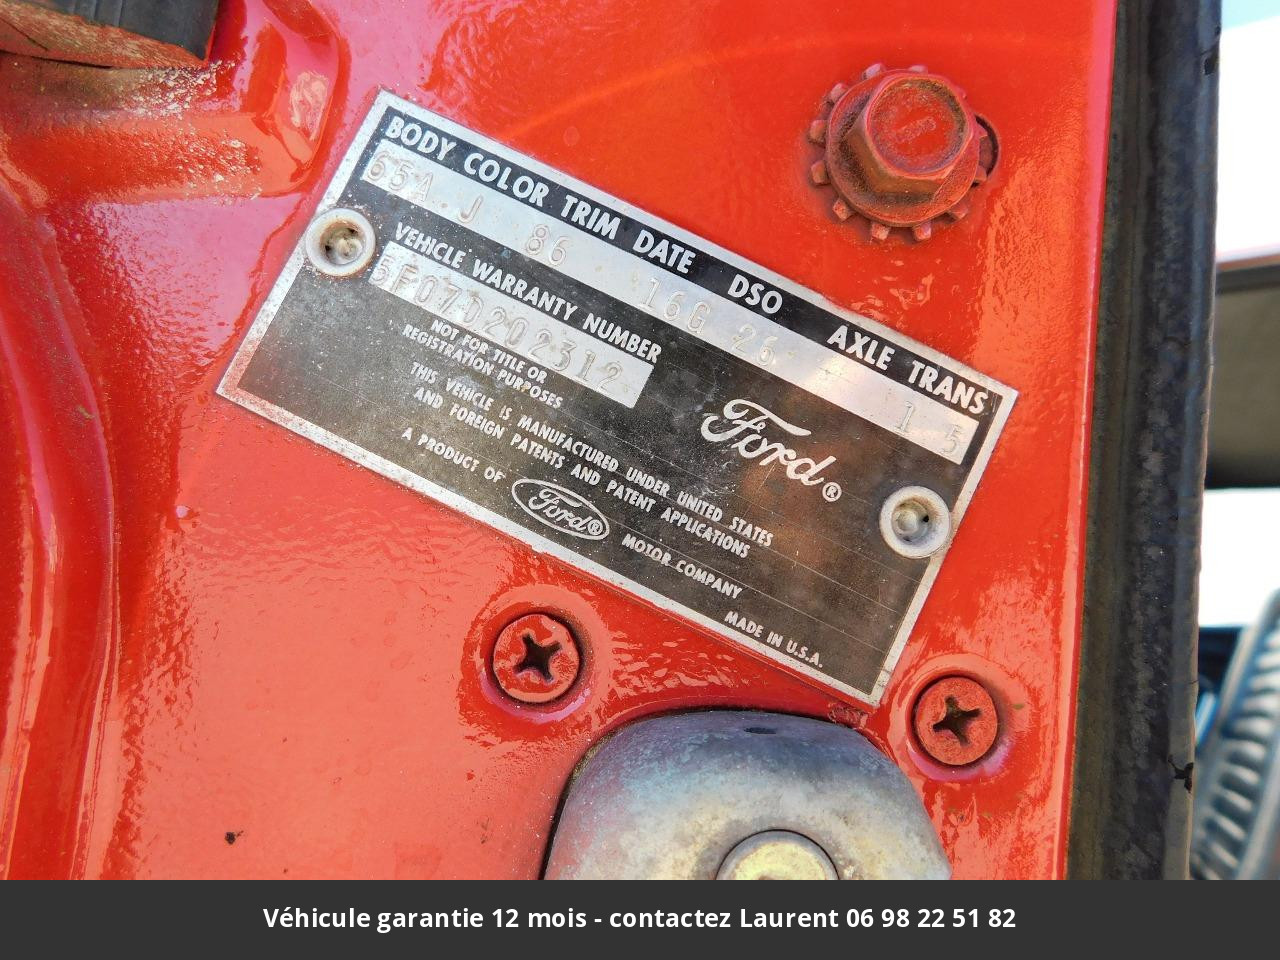 BODY COLOR TRIM DATE DSO AXLE TRANS
65A J 86 16G 26 1 5
VEHICLE WARRANTY NUMBER
5F07D202312
NOT FOR TITLE OR
REGISTRATION PURPOSES
Ford®
THIS VEHICLE IS MANUFACTURED UNDER UNITED STATES
AND FOREIGN PATENTS AND PATENT APPLICATIONS
A PRODUCT OF Ford® MOTOR COMPANY
MADE IN U.S.A.
Véhicule garantie 12 mois - contactez Laurent 06 98 22 51 82